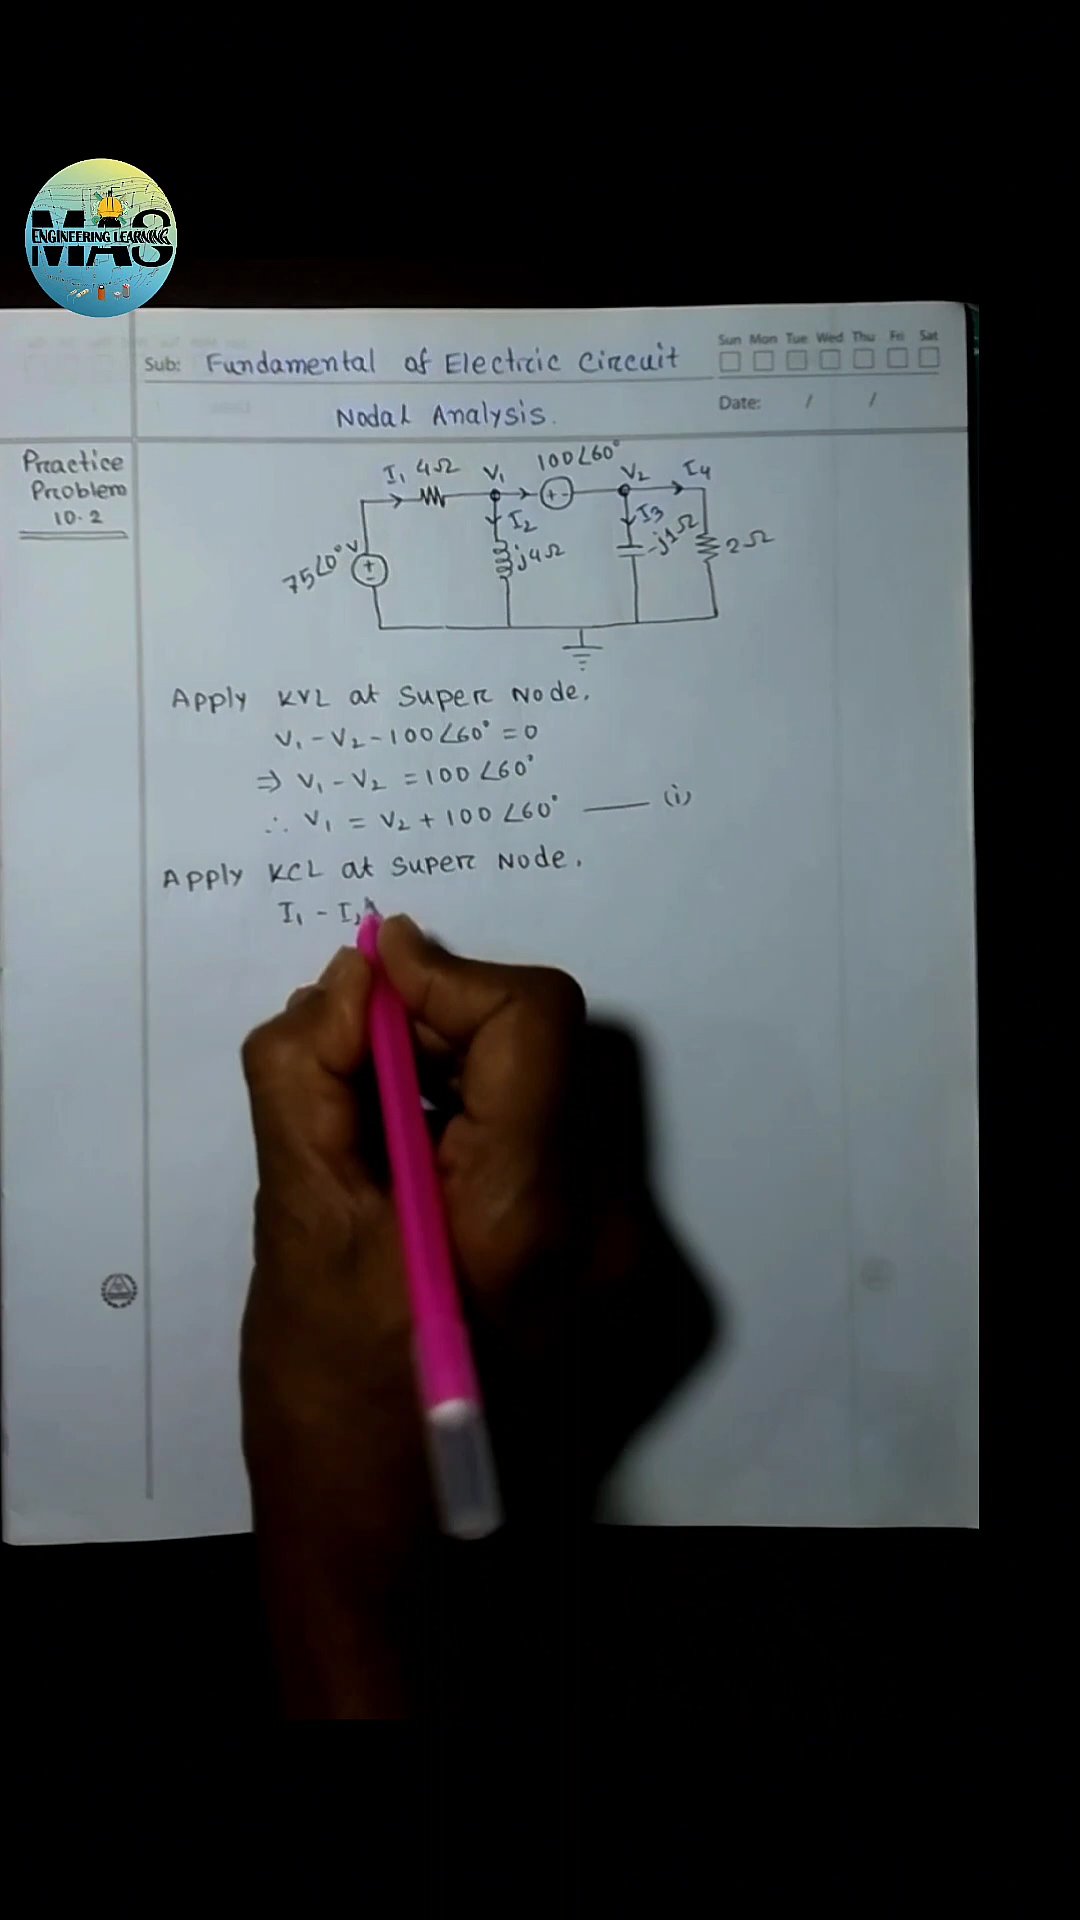 MAS
ENGINEERING LEARNING
Sub: Fundamental of Electric Circuit
Sun Mon Tue Wed Thu Fri Sat
Nodal Analysis.
Date: / /
Practice
Problem
10.2
I₁ 4Ω V₁ 100∠60° V₂ I₄
I₂ I₃
75∠0° V j4Ω -j1Ω 2Ω
+ -
+ -
Apply KVL at Super Node.
V₁ - V₂ - 100∠60° = 0
⇒ V₁ - V₂ = 100∠60°
∴ V₁ = V₂ + 100∠60° —— (i)
Apply KCL at Super Node.
I₁ - I₂